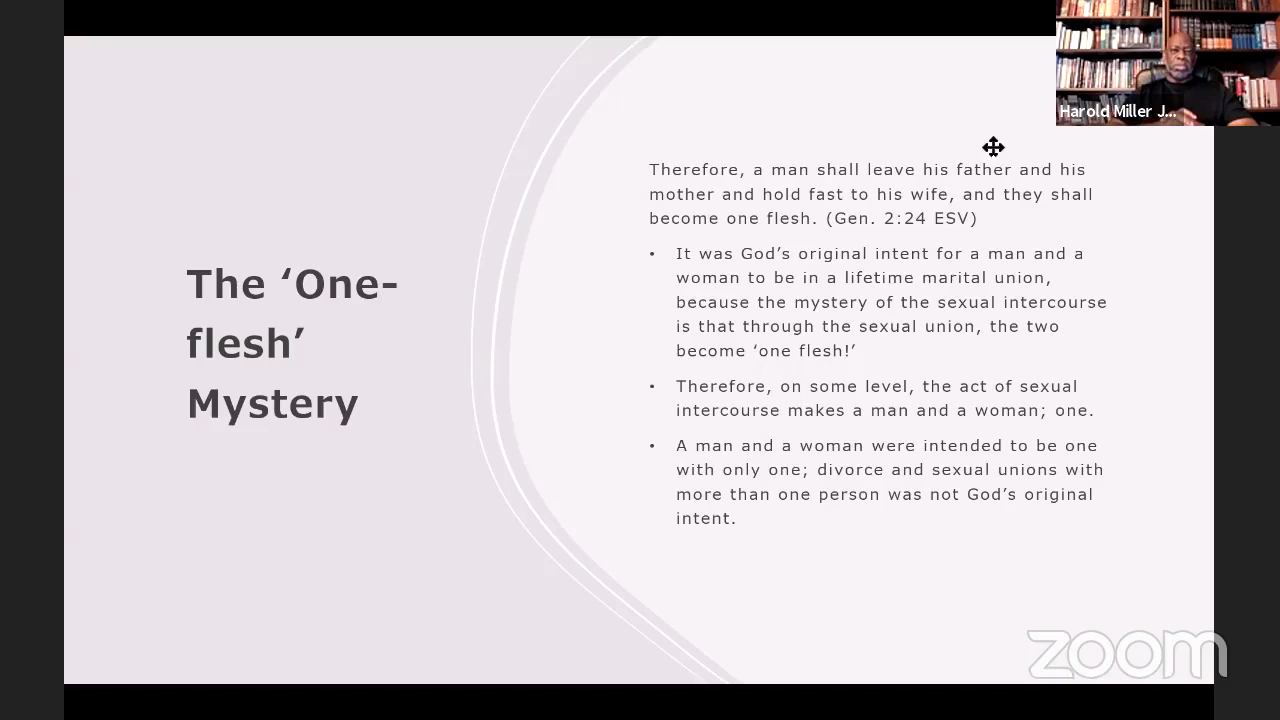 Harold Miller J...
The ‘One-
flesh’
Mystery
Therefore, a man shall leave his father and his
mother and hold fast to his wife, and they shall
become one flesh. (Gen. 2:24 ESV)
• It was God’s original intent for a man and a
woman to be in a lifetime marital union,
because the mystery of the sexual intercourse
is that through the sexual union, the two
become ‘one flesh!’
• Therefore, on some level, the act of sexual
intercourse makes a man and a woman; one.
• A man and a woman were intended to be one
with only one; divorce and sexual unions with
more than one person was not God’s original
intent.
zoom